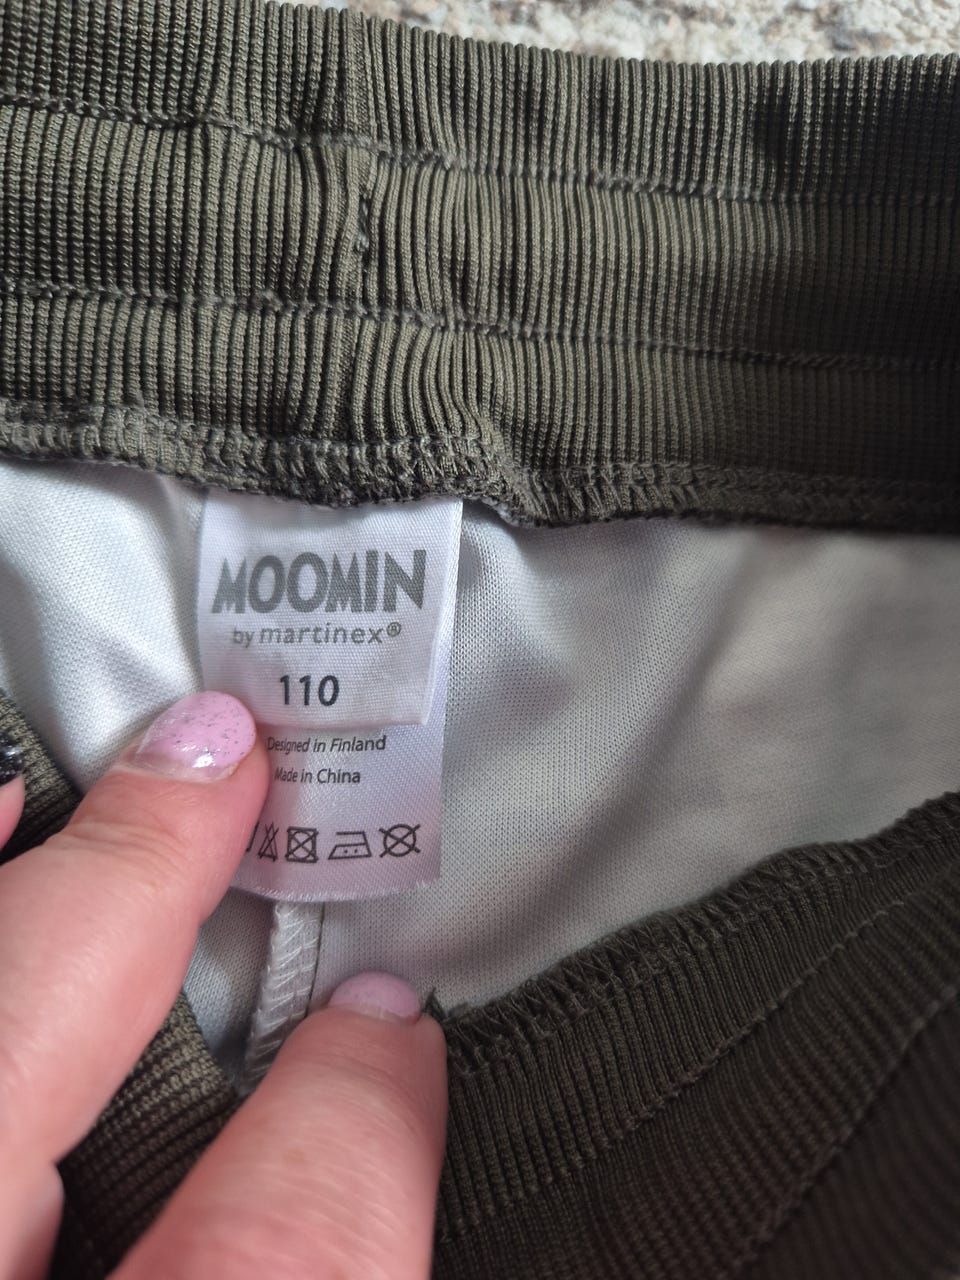 MOOMIN
by martinex®
110
Designed in Finland
Made in China